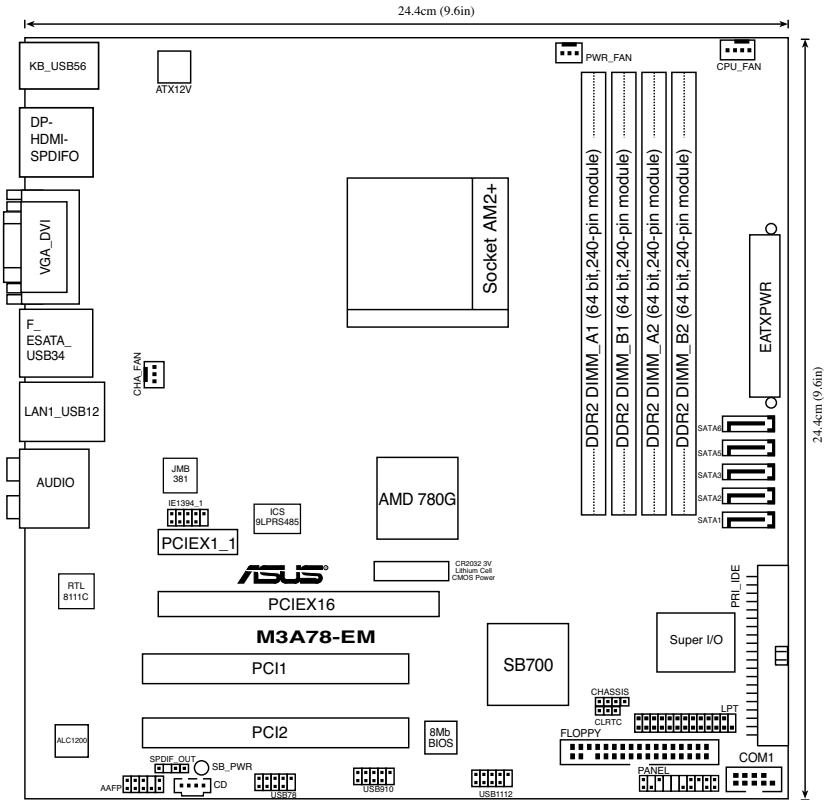 24.4cm (9.6in)
KB_USB56
ATX12V
PWR_FAN
CPU_FAN
DP-
HDMI-
SPDIFO
VGA_DVI
Socket AM2+
DDR2 DIMM_A1 (64 bit,240-pin module)
DDR2 DIMM_B1 (64 bit,240-pin module)
DDR2 DIMM_A2 (64 bit,240-pin module)
DDR2 DIMM_B2 (64 bit,240-pin module)
EATXPWR
24.4cm (9.6in)
F_
ESATA_
USB34
CHA_FAN
LAN1_USB12
AUDIO
SATA6
SATA5
SATA3
SATA2
SATA1
JMB
381
IE1394_1
ICS
9LPRS485
AMD 780G
PCIEX1_1
ASUS
CR2032 3V
Lithium Cell
CMOS Power
RTL
8111C
PCIEX16
PRI_IDE
M3A78-EM
Super I/O
PCI1
SB700
CHASSIS
CLRTC
LPT
ALC1200
PCI2
8Mb
BIOS
FLOPPY
SPDIF_OUT
SB_PWR
COM1
PANEL
AAFP
CD
USB78
USB910
USB1112